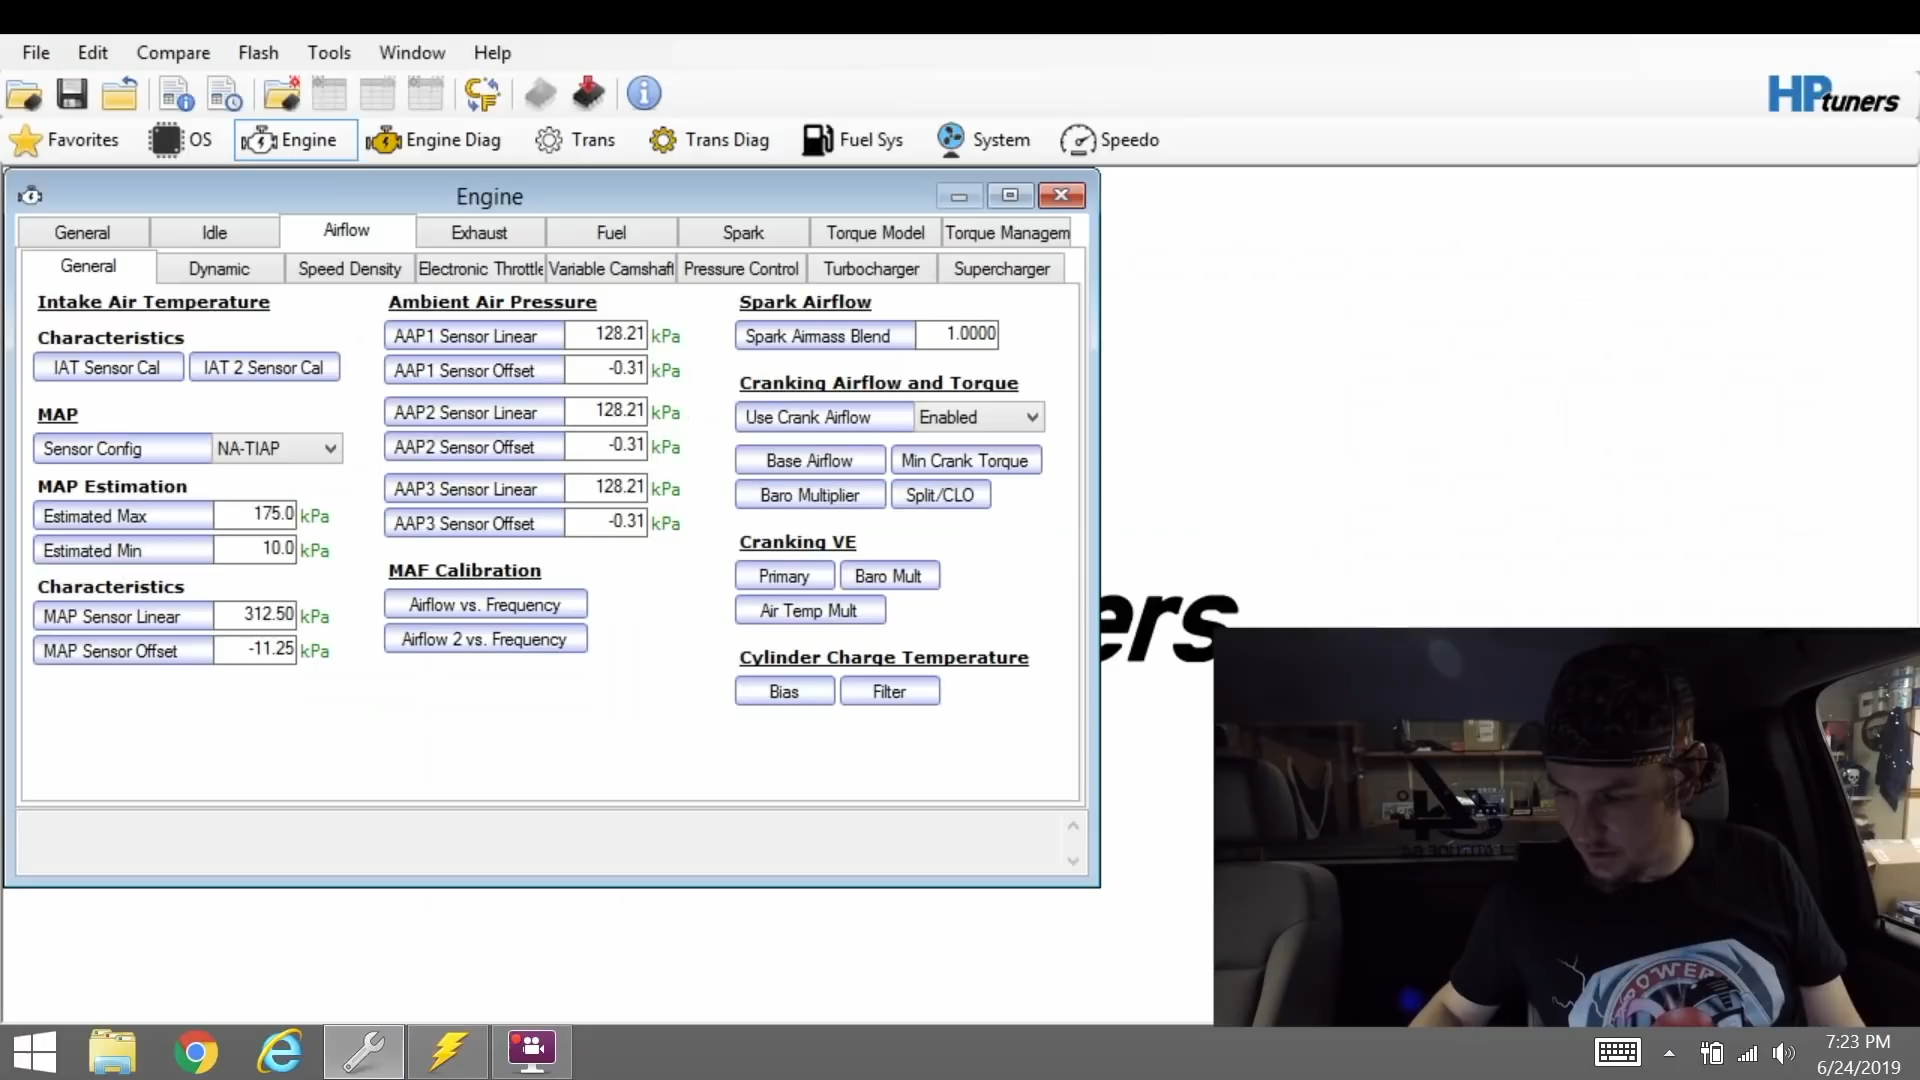 File Edit Compare Flash Tools Window Help
HPtuners
Favorites OS Engine Engine Diag Trans Trans Diag Fuel Sys System Speedo
Engine
General Idle Airflow Exhaust Fuel Spark Torque Model Torque Managem
General Dynamic Speed Density Electronic Throttle Variable Camshaft Pressure Control Turbocharger Supercharger
Intake Air Temperature
Characteristics
IAT Sensor Cal IAT 2 Sensor Cal
MAP
Sensor Config NA-TIAP
MAP Estimation
Estimated Max 175.0 kPa
Estimated Min 10.0 kPa
Characteristics
MAP Sensor Linear 312.50 kPa
MAP Sensor Offset -11.25 kPa
Ambient Air Pressure
AAP1 Sensor Linear 128.21 kPa
AAP1 Sensor Offset -0.31 kPa
AAP2 Sensor Linear 128.21 kPa
AAP2 Sensor Offset -0.31 kPa
AAP3 Sensor Linear 128.21 kPa
AAP3 Sensor Offset -0.31 kPa
MAF Calibration
Airflow vs. Frequency
Airflow 2 vs. Frequency
Spark Airflow
Spark Airmass Blend 1.0000
Cranking Airflow and Torque
Use Crank Airflow Enabled
Base Airflow Min Crank Torque
Baro Multiplier Split/CLO
Cranking VE
Primary Baro Mult
Air Temp Mult
Cylinder Charge Temperature
Bias Filter
ers
POWER
7:23 PM
6/24/2019